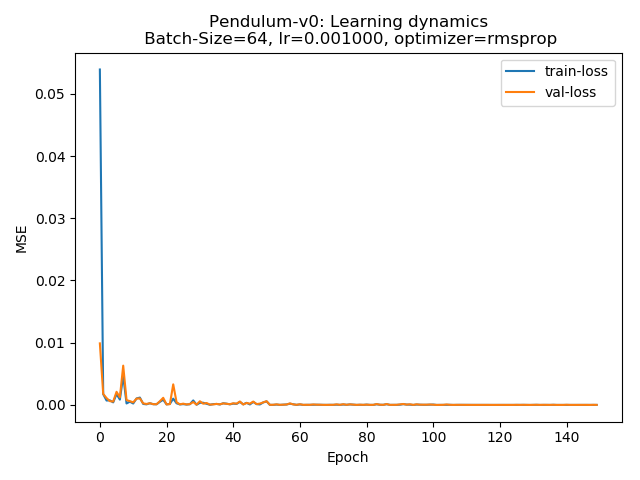 Pendulum-v0: Learning dynamics
Batch-Size=64, lr=0.001000, optimizer=rmsprop
train-loss
val-loss
MSE
0.05
0.04
0.03
0.02
0.01
0.00
0 20 40 60 80 100 120 140
Epoch